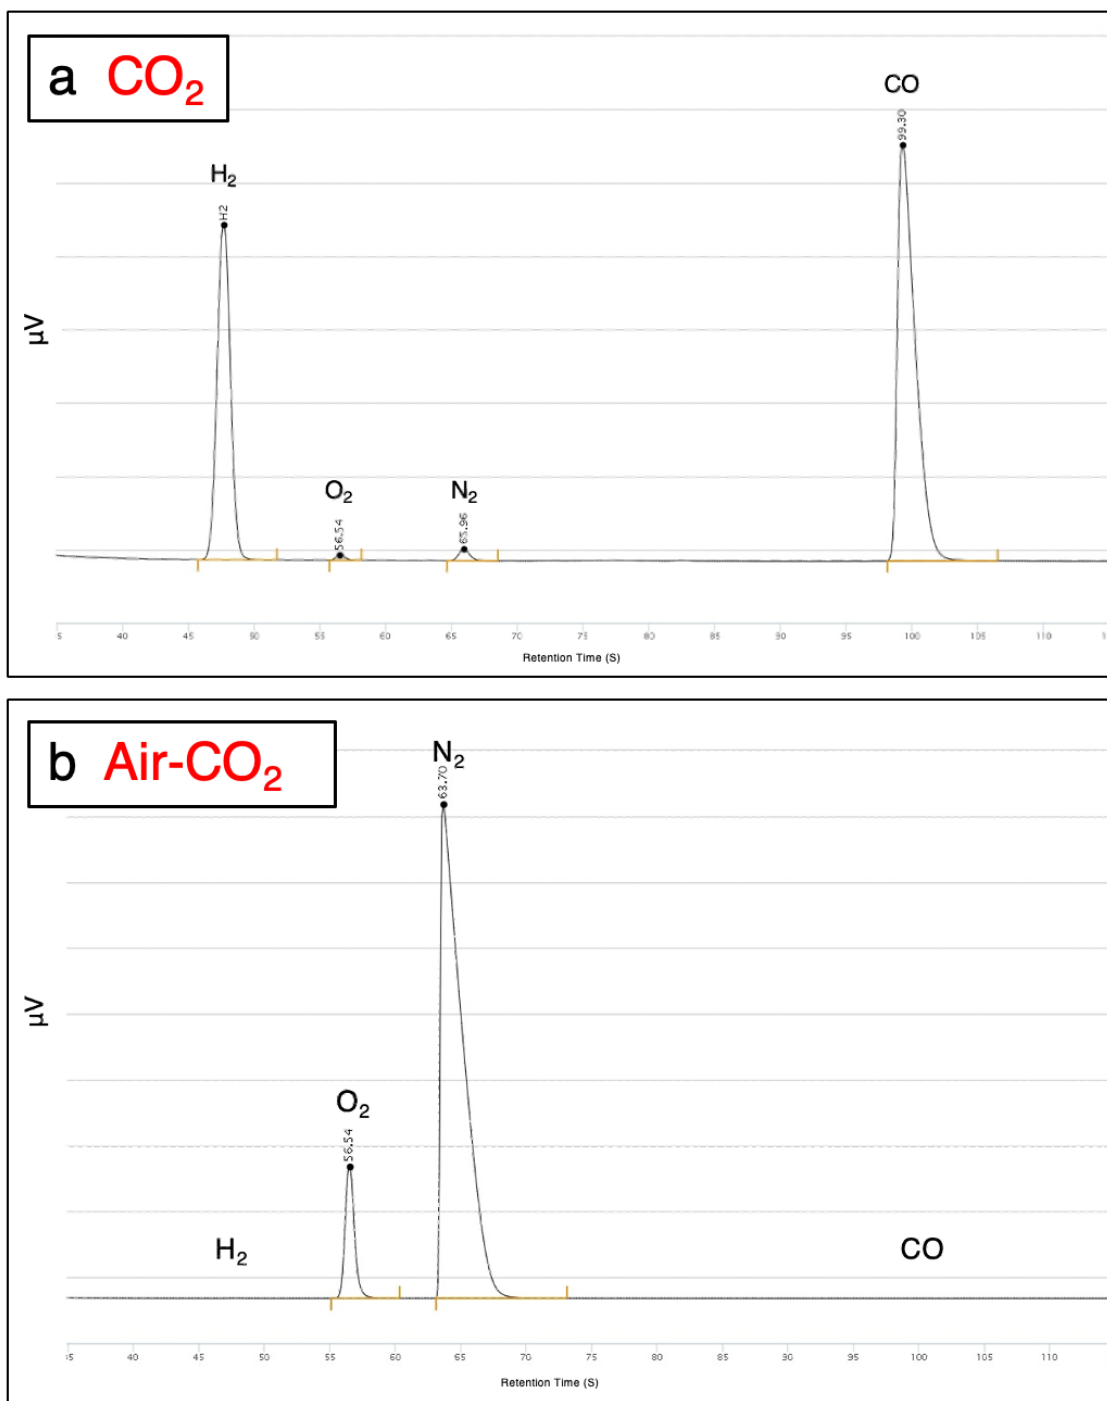 a CO₂
CO
99.30
H₂
H2
O₂
56.54
N₂
65.96
µV
5 40 45 50 55 60 65 70 75 80 85 90 95 100 105 110 1
Retention Time (S)
b Air-CO₂
N₂
63.70
O₂
56.54
µV
H₂
CO
35 40 45 50 55 60 65 70 75 80 85 90 95 100 105 110
Retention Time (S)